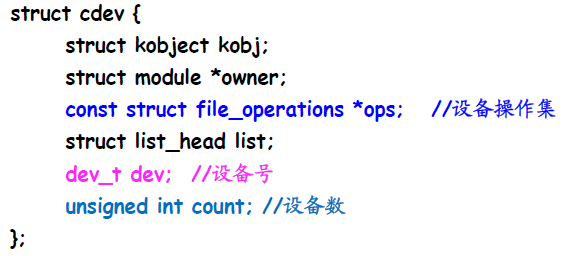 struct cdev {
struct kobject kobj;
struct module *owner;
const struct file_operations *ops; //设备操作集
struct list_head list;
dev_t dev; //设备号
unsigned int count; //设备数
};